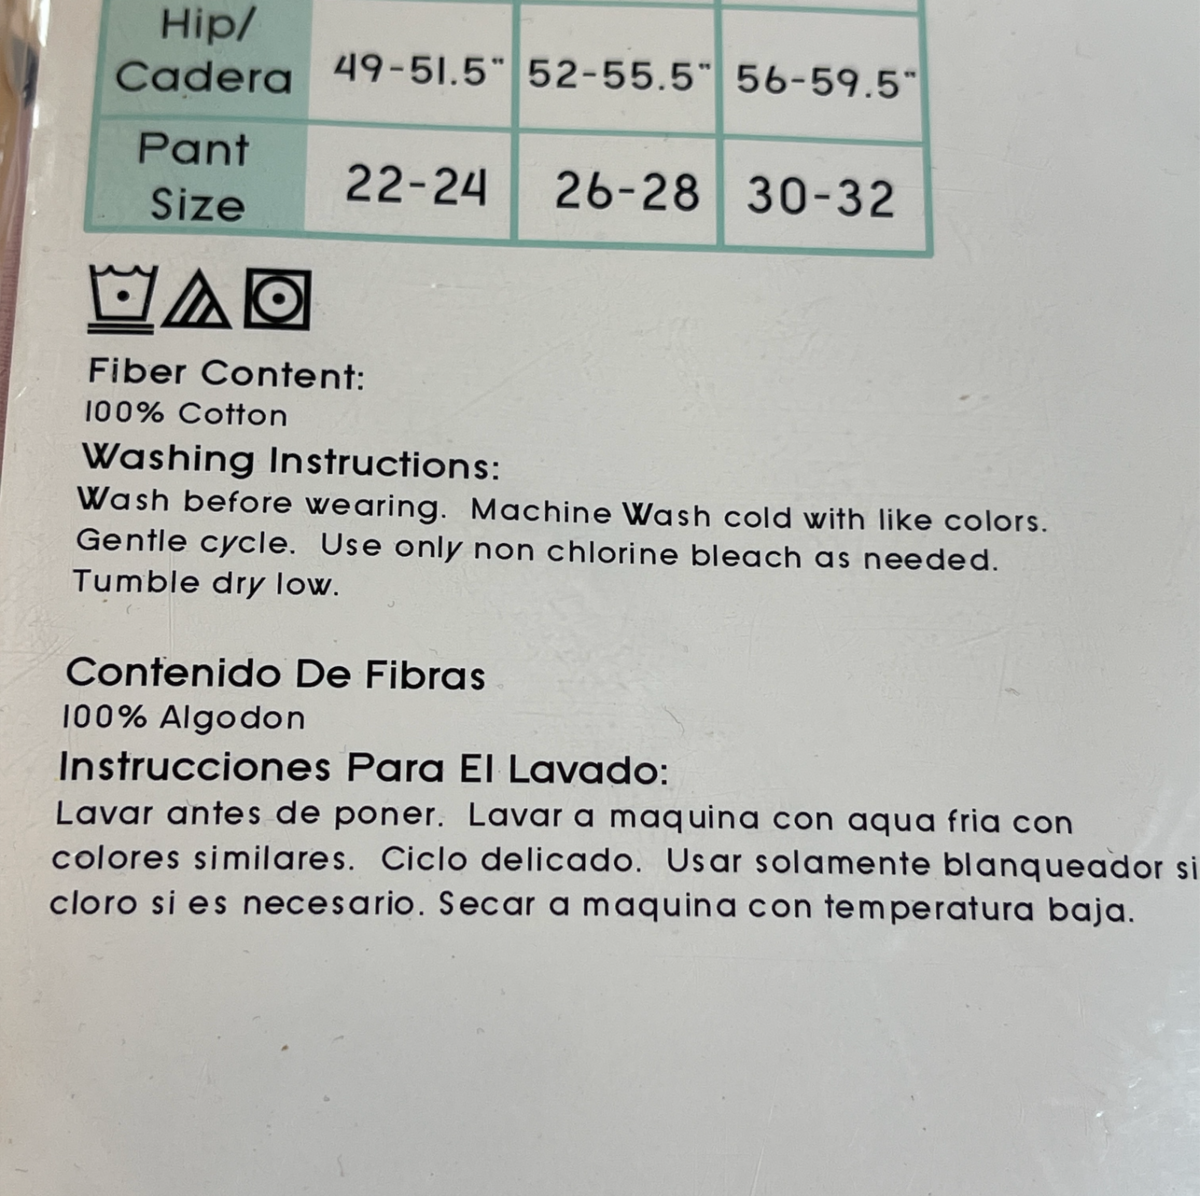 Hip/
Cadera 49-51.5" 52-55.5" 56-59.5"
Pant
Size 22-24 26-28 30-32
Fiber Content:
100% Cotton
Washing Instructions:
Wash before wearing. Machine Wash cold with like colors.
Gentle cycle. Use only non chlorine bleach as needed.
Tumble dry low.
Contenido De Fibras
100% Algodon
Instrucciones Para El Lavado:
Lavar antes de poner. Lavar a maquina con aqua fria con
colores similares. Ciclo delicado. Usar solamente blanqueador si
cloro si es necesario. Secar a maquina con temperatura baja.